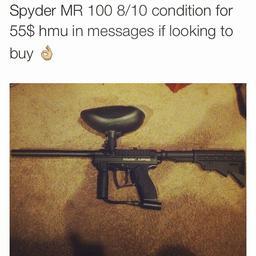 Spyder MR 100 8/10 condition for
55$ hmu in messages if looking to
buy 👌🏼